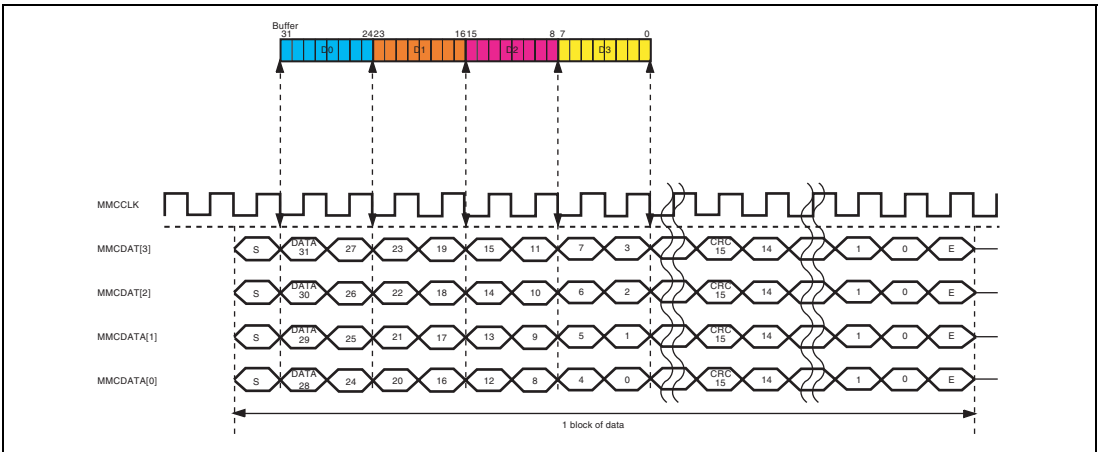 Buffer
31 24 23 16 15 8 7 0
D0 D1 D2 D3
MMCCLK
MMCDAT[3] S DATA 31 27 23 19 15 11 7 3 CRC 15 14 1 0 E
MMCDAT[2] S DATA 30 26 22 18 14 10 6 2 CRC 15 14 1 0 E
MMCDATA[1] S DATA 29 25 21 17 13 9 5 1 CRC 15 14 1 0 E
MMCDATA[0] S DATA 28 24 20 16 12 8 4 0 CRC 15 14 1 0 E
1 block of data